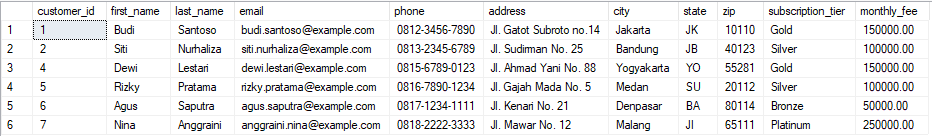 customer_id first_name last_name email phone address city state zip subscription_tier monthly_fee
1 1 Budi Santoso budi.santoso@example.com 0812-3456-7890 Jl. Gatot Subroto no.14 Jakarta JK 10110 Gold 150000.00
2 2 Siti Nurhaliza siti.nurhaliza@example.com 0813-2345-6789 Jl. Sudiman No. 25 Bandung JB 40123 Silver 100000.00
3 4 Dewi Lestari dewi.lestari@example.com 0815-6789-0123 Jl. Ahmad Yani No. 88 Yogyakarta YO 55281 Gold 150000.00
4 5 Rizky Pratama rizky.pratama@example.com 0816-7890-1234 Jl. Gajah Mada No. 5 Medan SU 20112 Silver 100000.00
5 6 Agus Saputra agus.saputra@example.com 0817-1234-1111 Jl. Kenari No. 21 Denpasar BA 80114 Bronze 50000.00
6 7 Nina Anggraini anggraini.nina@example.com 0818-2222-3333 Jl. Mawar No. 12 Malang JI 65111 Platinum 250000.00